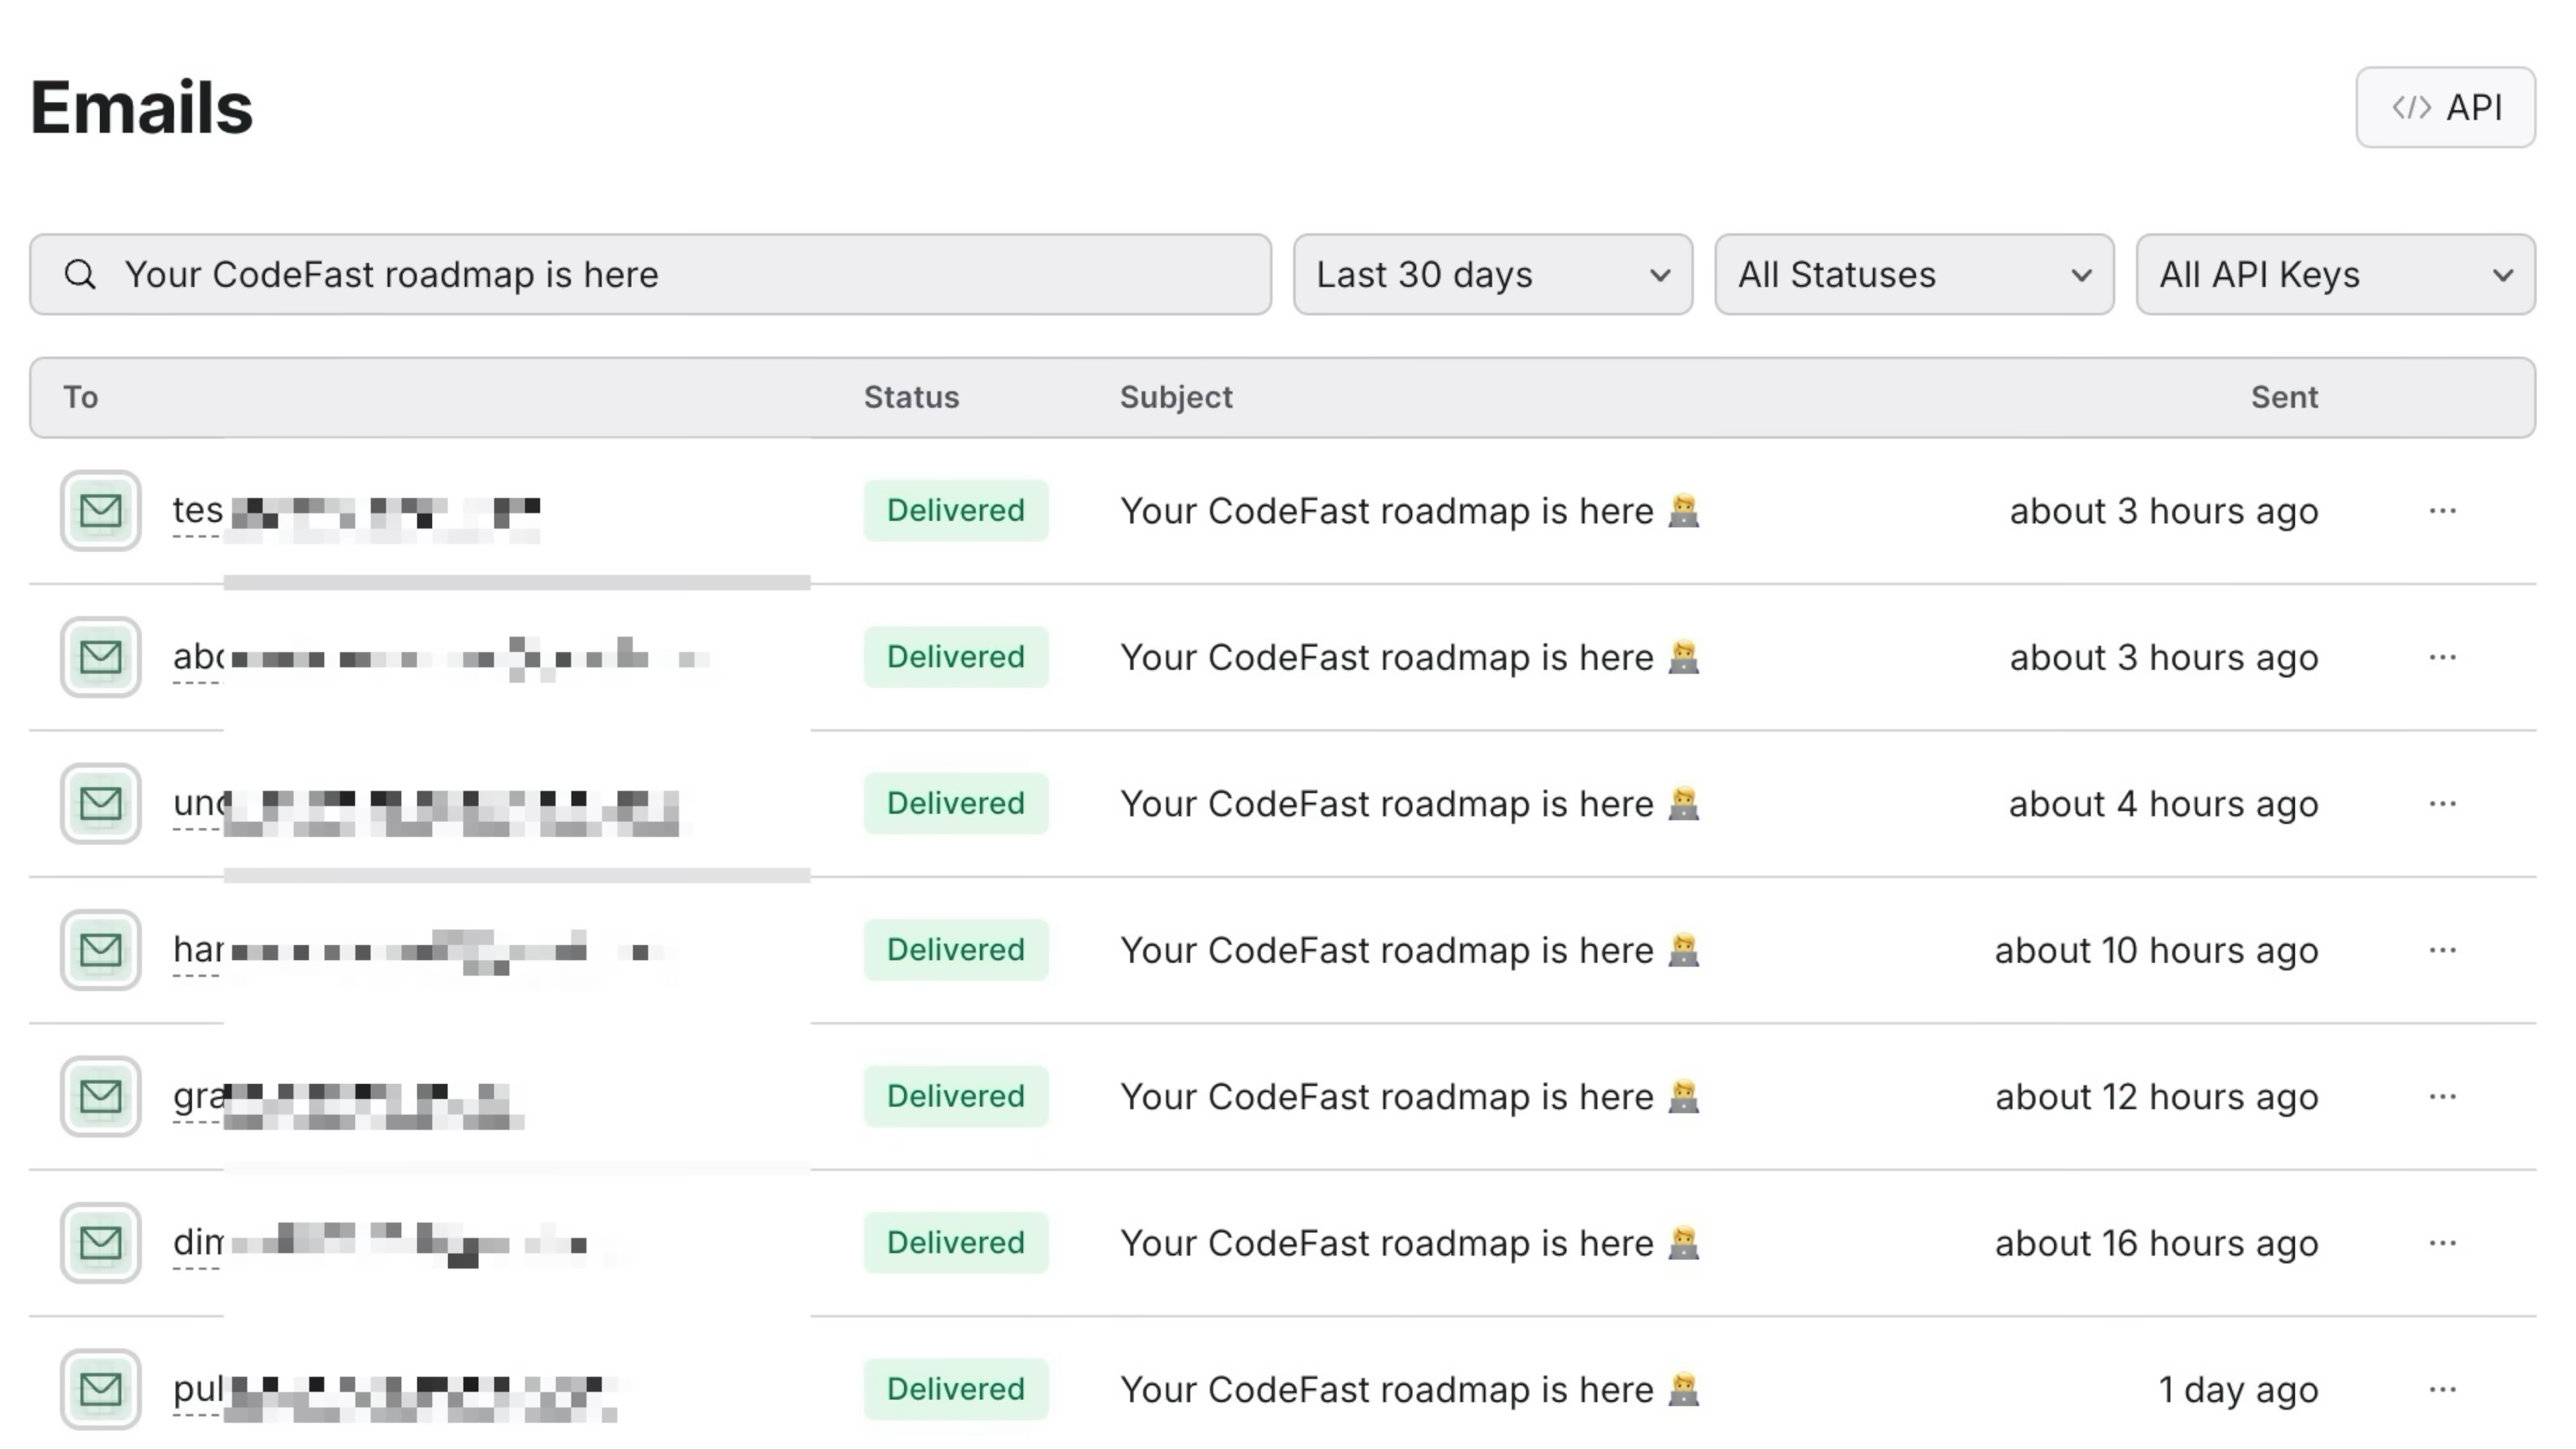 Emails
</> API
Your CodeFast roadmap is here
Last 30 days
All Statuses
All API Keys
To Status Subject Sent
tes Delivered Your CodeFast roadmap is here 🧑‍💻 about 3 hours ago ...
Delivered Your CodeFast roadmap is here 🧑‍💻 about 3 hours ago ...
Delivered Your CodeFast roadmap is here 🧑‍💻 about 4 hours ago ...
Delivered Your CodeFast roadmap is here 🧑‍💻 about 10 hours ago ...
gra Delivered Your CodeFast roadmap is here 🧑‍💻 about 12 hours ago ...
Delivered Your CodeFast roadmap is here 🧑‍💻 about 16 hours ago ...
pul Delivered Your CodeFast roadmap is here 🧑‍💻 1 day ago ...